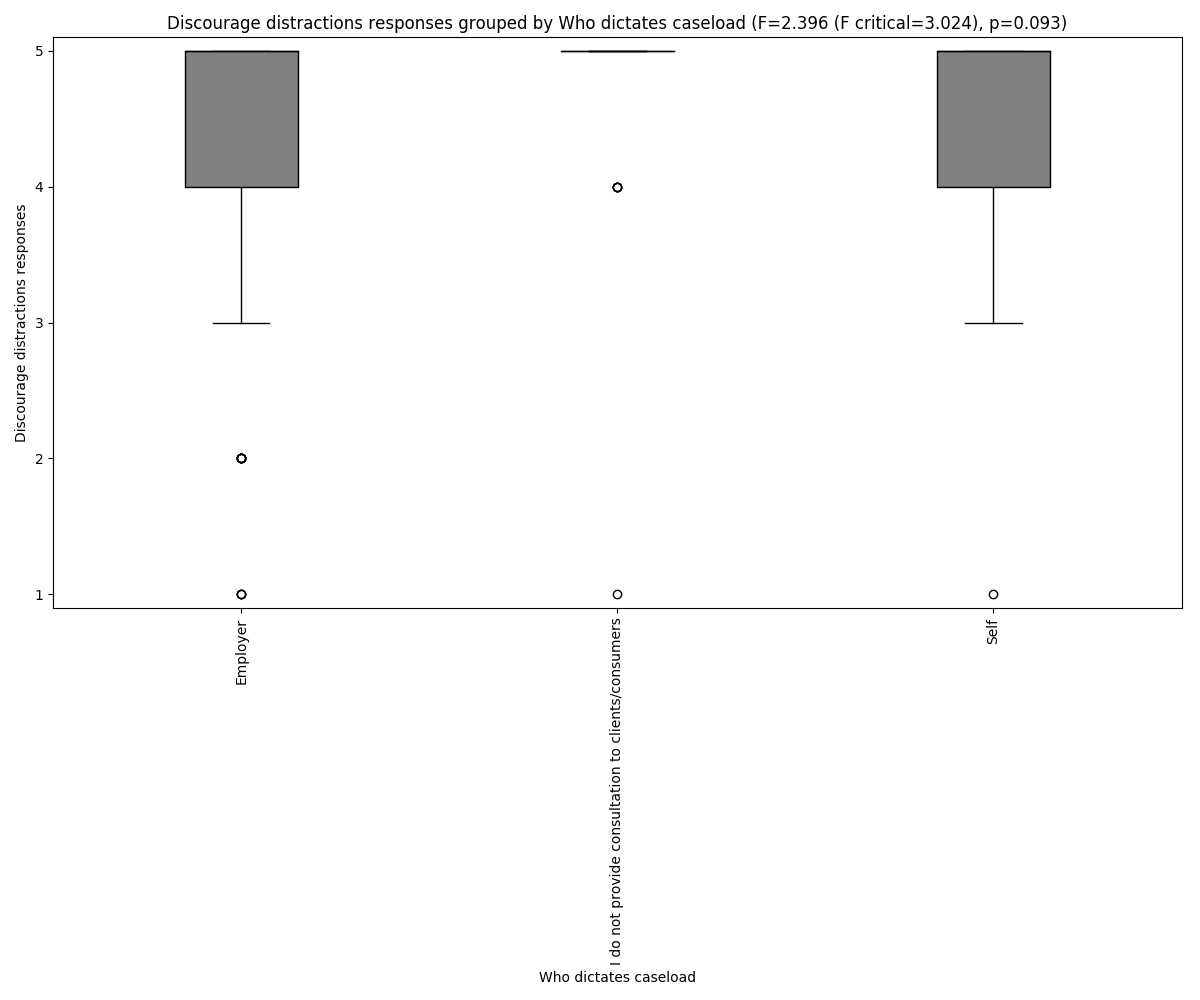 Discourage distractions responses grouped by Who dictates caseload (F=2.396 (F critical=3.024), p=0.093)
Discourage distractions responses
5
4
3
2
1
Employer
I do not provide consultation to clients/consumers
Self
Who dictates caseload